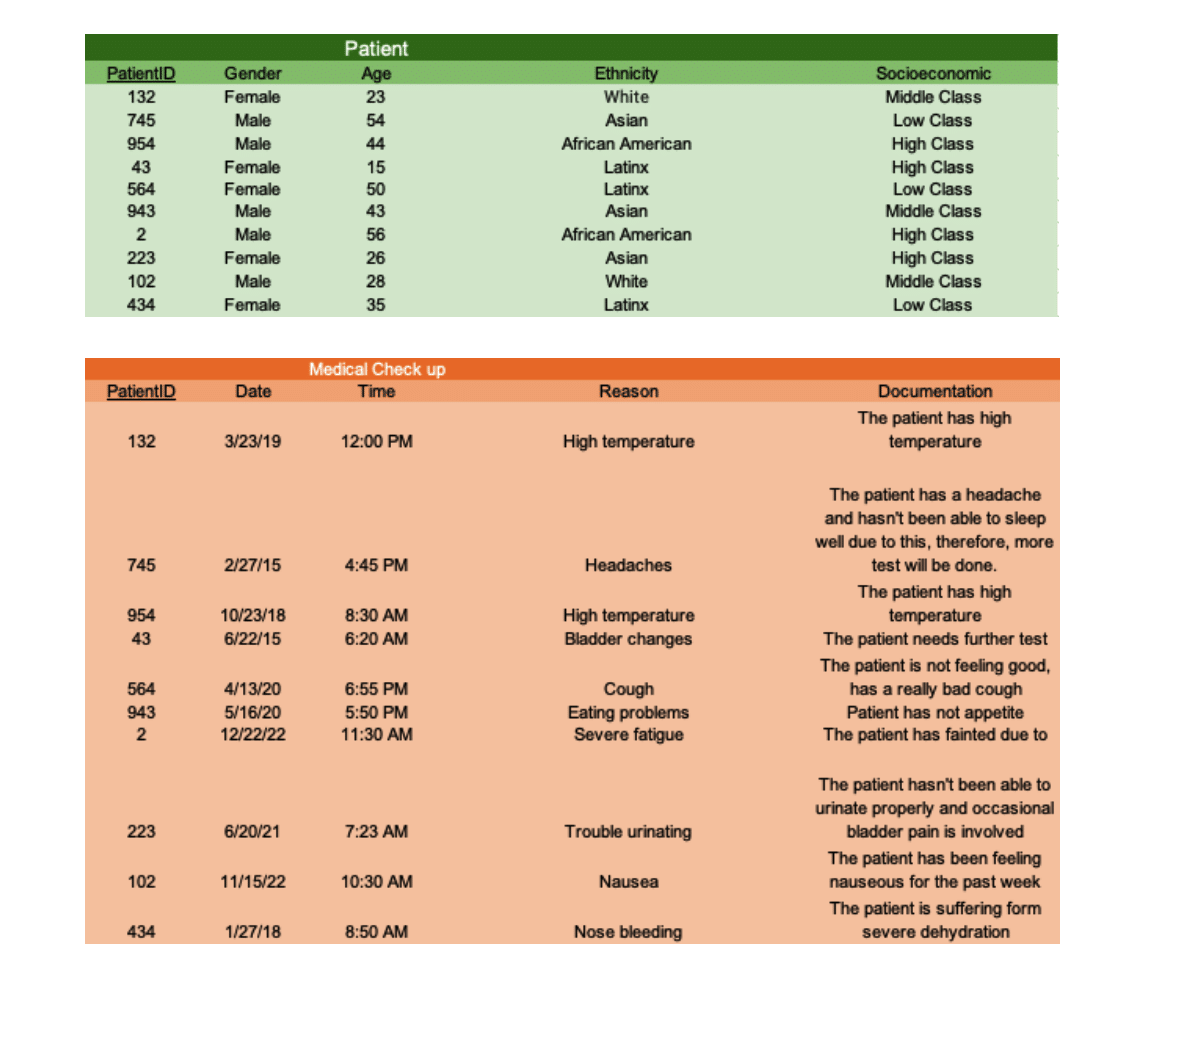 Patient
PatientID Gender Age Ethnicity Socioeconomic
132 Female 23 White Middle Class
745 Male 54 Asian Low Class
954 Male 44 African American High Class
43 Female 15 Latinx High Class
564 Female 50 Latinx Low Class
943 Male 43 Asian Middle Class
2 Male 56 African American High Class
223 Female 26 Asian High Class
102 Male 28 White Middle Class
434 Female 35 Latinx Low Class
Medical Check up
PatientID Date Time Reason Documentation
The patient has high
132 3/23/19 12:00 PM High temperature temperature
The patient has a headache
and hasn't been able to sleep
well due to this, therefore, more
745 2/27/15 4:45 PM Headaches test will be done.
The patient has high
954 10/23/18 8:30 AM High temperature temperature
43 6/22/15 6:20 AM Bladder changes The patient needs further test
The patient is not feeling good,
564 4/13/20 6:55 PM Cough has a really bad cough
943 5/16/20 5:50 PM Eating problems Patient has not appetite
2 12/22/22 11:30 AM Severe fatigue The patient has fainted due to
The patient hasn't been able to
urinate properly and occasional
223 6/20/21 7:23 AM Trouble urinating bladder pain is involved
The patient has been feeling
102 11/15/22 10:30 AM Nausea nauseous for the past week
The patient is suffering form
434 1/27/18 8:50 AM Nose bleeding severe dehydration